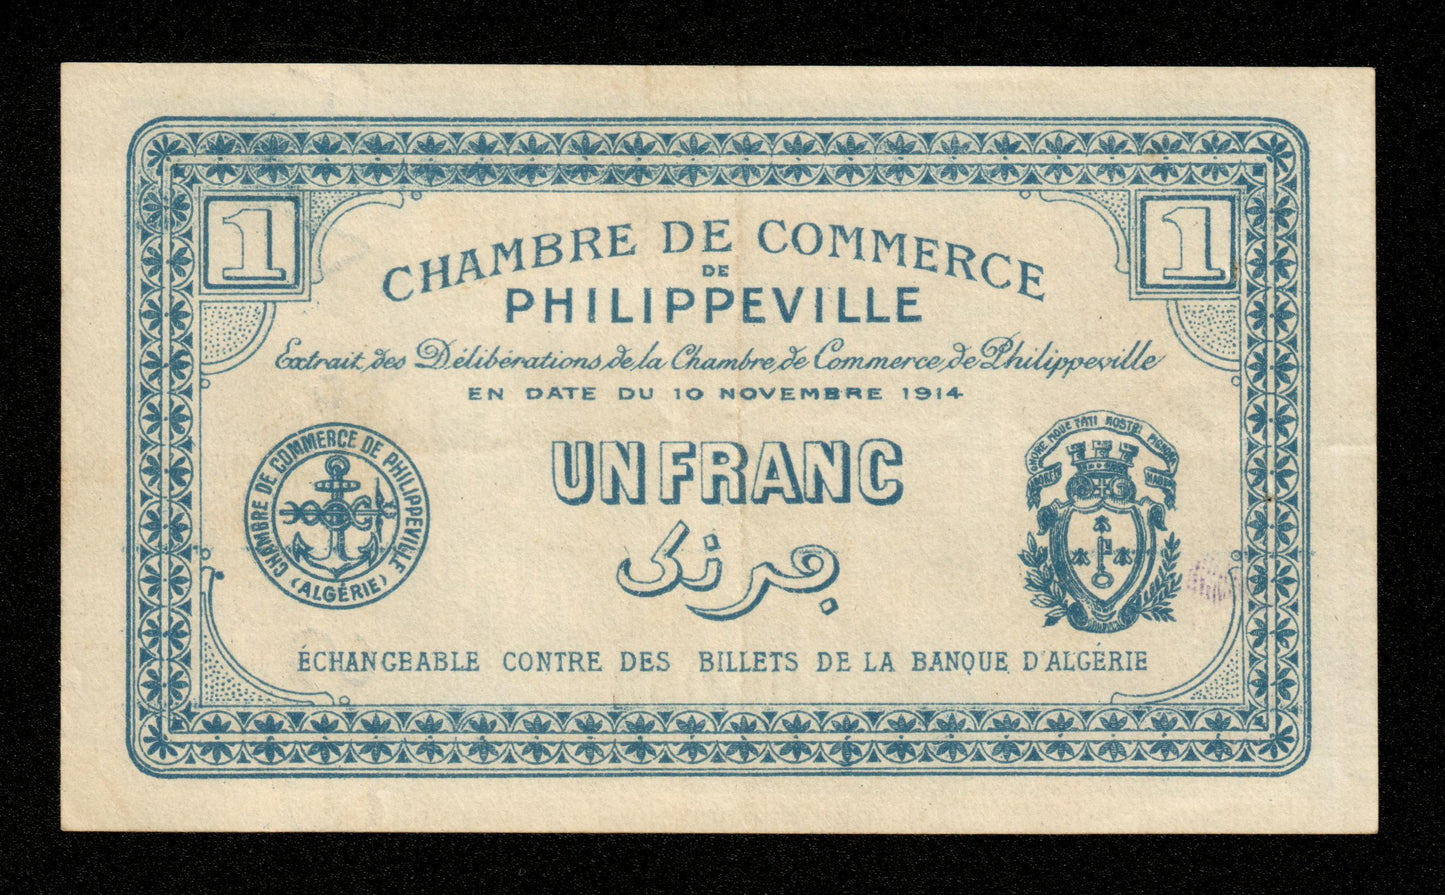 1
1
CHAMBRE DE COMMERCE
DE
PHILIPPEVILLE
Extrait des Délibérations de la Chambre de Commerce de Philippeville
EN DATE DU 10 NOVEMBRE 1914
CHAMBRE DE COMMERCE DE PHILIPPEVILLE
(ALGÉRIE)
UN FRANC
ڢرنک
ÉCHANGEABLE CONTRE DES BILLETS DE LA BANQUE D'ALGÉRIE